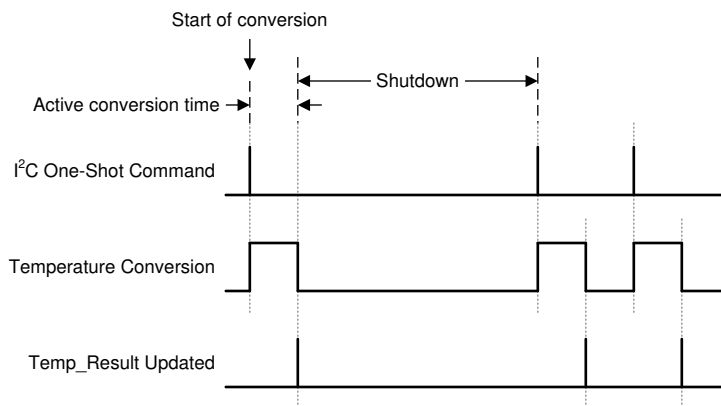 Start of conversion
Shutdown
Active conversion time
I²C One-Shot Command
Temperature Conversion
Temp_Result Updated